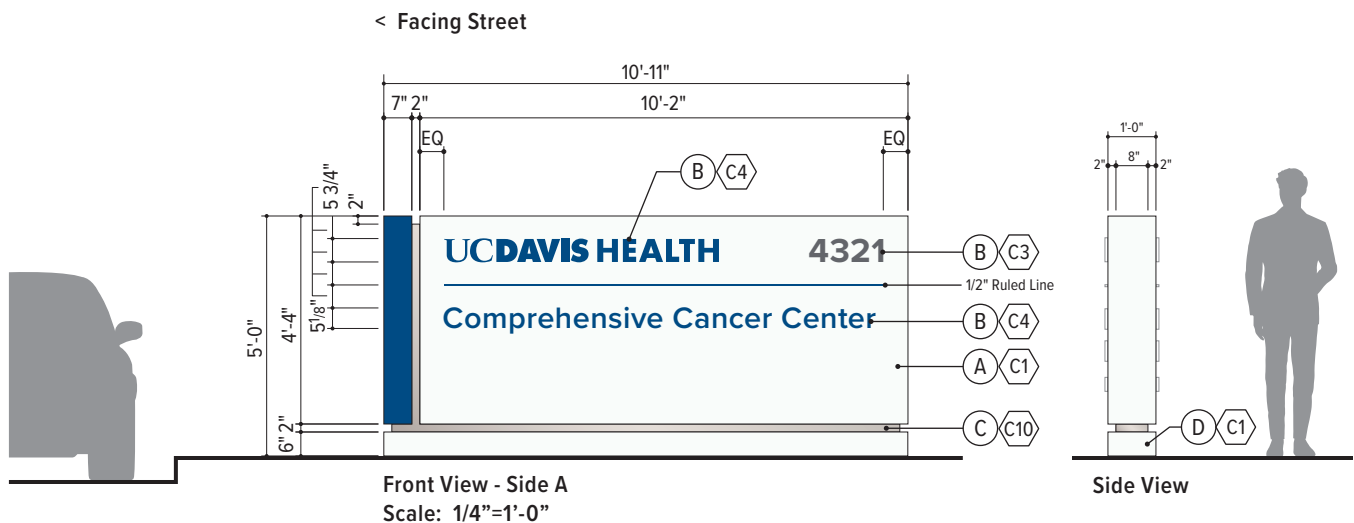 < Facing Street
10'-11"
7" 2" 10'-2"
EQ EQ
B C4
5 3/4"
2"
UCDAVIS HEALTH 4321
B C3
1/2" Ruled Line
Comprehensive Cancer Center
B C4
A C1
C C10
5 1/8"
5'-0"
4'-4"
2"
6"
Front View - Side A
Scale: 1/4”=1'-0”
1'-0"
2" 8" 2"
D C1
Side View